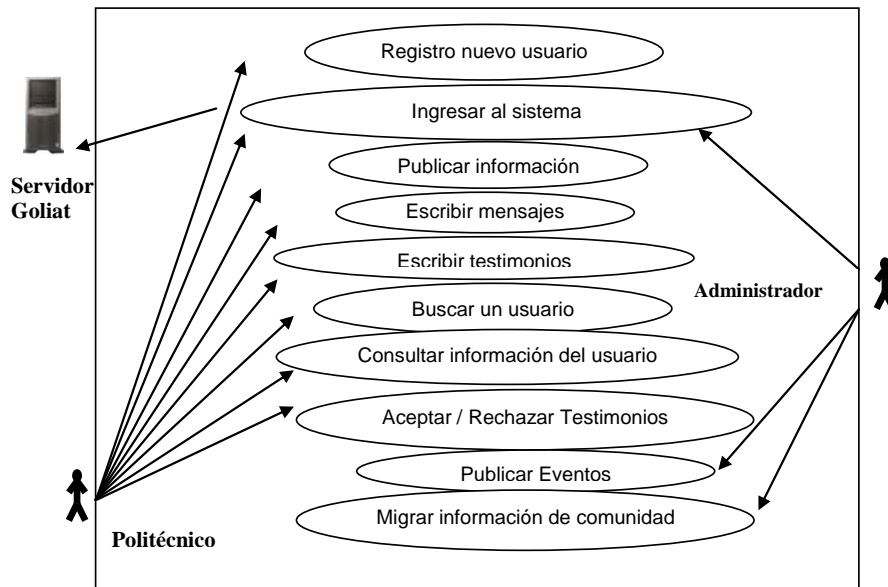 Registro nuevo usuario
Ingresar al sistema
Publicar información
Servidor
Goliat
Escribir mensajes
Escribir testimonios
Administrador
Buscar un usuario
Consultar información del usuario
Aceptar / Rechazar Testimonios
Publicar Eventos
Migrar información de comunidad
Politécnico